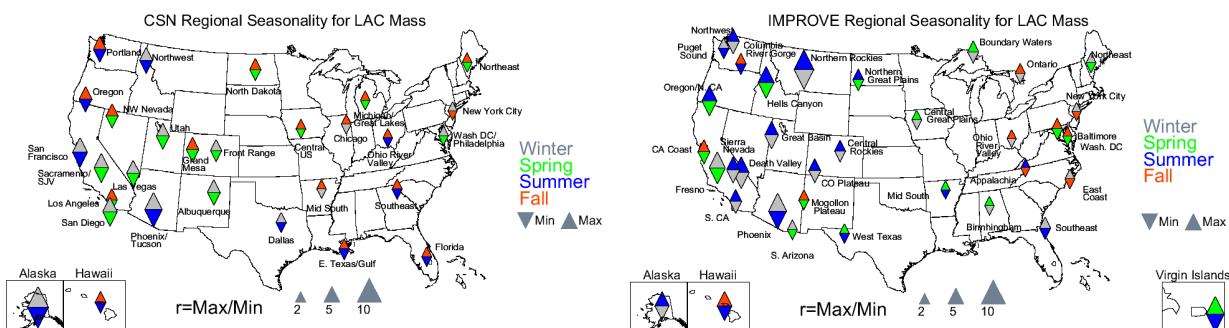 CSN Regional Seasonality for LAC Mass
Portland
Northwest
Northeast
North Dakota
Oregon
NW Nevada
Michigan/
Great Lakes
New York City
Utah
Chicago
Wash DC/
Philadelphia
San
Francisco
Grand
Mesa
Front Range
Central
US
Ohio River
Valley
Sacramento/
SJV
Las Vegas
Los Angeles
San Diego
Albuquerque
Mid South
Southeast
Phoenix/
Tucson
Dallas
E. Texas/Gulf
Florida
Winter
Spring
Summer
Fall
Min Max
Alaska
Hawaii
r=Max/Min
2 5 10
IMPROVE Regional Seasonality for LAC Mass
Northwest
Puget
Sound
Columbia
River Gorge
Northern Rockies
Boundary Waters
Ontario
Northeast
Northern
Great Plains
Oregon/N. CA
Hells Canyon
New York City
Central
Great Plains
Great Basin
Sierra
Nevada
CA Coast
Central
Rockies
Ohio
River
Valley
Baltimore
Wash. DC
Death Valley
CO Plateau
Fresno
Appalachia
Mid South
East
Coast
S. CA
Mogollon
Plateau
Phoenix
West Texas
Birminghim
Southeast
S. Arizona
Winter
Spring
Summer
Fall
Min Max
Alaska
Hawaii
r=Max/Min
2 5 10
Virgin Islands